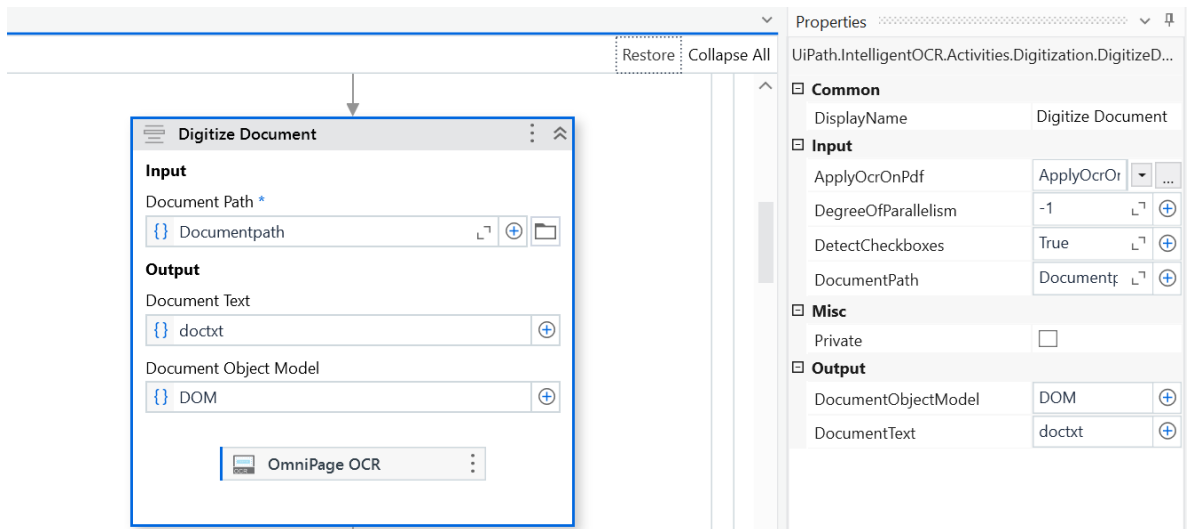 Restore Collapse All
Digitize Document
Input
Document Path *
{} Documentpath
Output
Document Text
{} doctxt
Document Object Model
{} DOM
OCR OmniPage OCR
Properties
UiPath.IntelligentOCR.Activities.Digitization.DigitizeD...
Common
DisplayName Digitize Document
Input
ApplyOcrOnPdf ApplyOcrOr ...
DegreeOfParallelism -1
DetectCheckboxes True
DocumentPath Documentp
Misc
Private
Output
DocumentObjectModel DOM
DocumentText doctxt